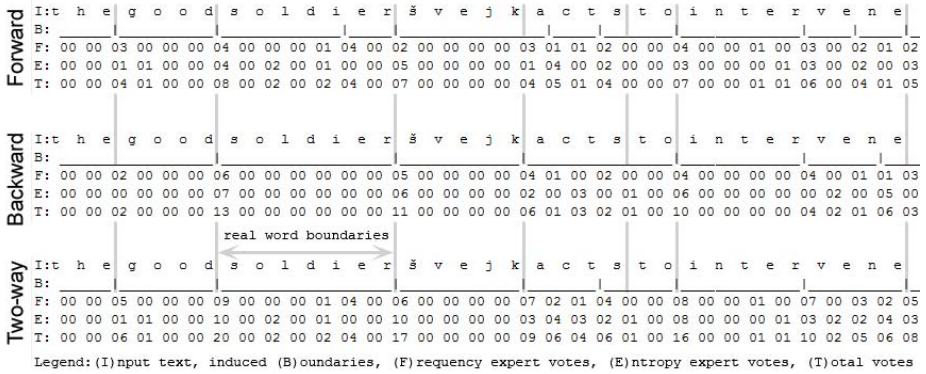 Forward
I:t h e g o o d s o l d i e r š v e j k a c t s t o i n t e r v e n e
B:
F: 00 00 03 00 00 00 04 00 00 00 01 04 00 02 00 00 00 00 03 01 01 02 00 00 04 00 00 01 00 03 00 02 01 02
E: 00 00 01 01 00 00 04 00 02 00 01 00 00 05 00 00 00 00 01 04 00 02 00 00 03 00 00 00 01 03 00 02 00 03
T: 00 00 04 01 00 00 08 00 02 00 02 04 00 07 00 00 00 00 04 05 01 04 00 00 07 00 00 01 01 06 00 04 01 05
Backward
I:t h e g o o d s o l d i e r š v e j k a c t s t o i n t e r v e n e
B:
F: 00 00 02 00 00 00 06 00 00 00 00 00 00 05 00 00 00 00 04 01 00 02 00 00 04 00 00 00 00 04 00 01 01 03
E: 00 00 00 00 00 00 07 00 00 00 00 00 00 06 00 00 00 00 02 00 03 00 01 00 06 00 00 00 00 00 02 00 05 00
T: 00 00 02 00 00 00 13 00 00 00 00 00 00 11 00 00 00 00 06 01 03 02 01 00 10 00 00 00 00 04 02 01 06 03
real word boundaries
Two-way
I:t h e g o o d s o l d i e r š v e j k a c t s t o i n t e r v e n e
B:
F: 00 00 05 00 00 00 09 00 00 00 01 04 00 06 00 00 00 00 07 02 01 04 00 00 08 00 00 01 00 07 00 03 02 05
E: 00 00 01 01 00 00 10 00 02 00 01 00 00 10 00 00 00 00 03 04 03 02 01 00 08 00 00 00 01 03 02 02 04 03
T: 00 00 06 01 00 00 20 00 02 00 02 04 00 17 00 00 00 00 09 06 04 06 01 00 16 00 00 01 01 10 02 05 06 08
Legend:(I)nput text, induced (B)oundaries, (F)requency expert votes, (E)ntropy expert votes, (T)otal votes